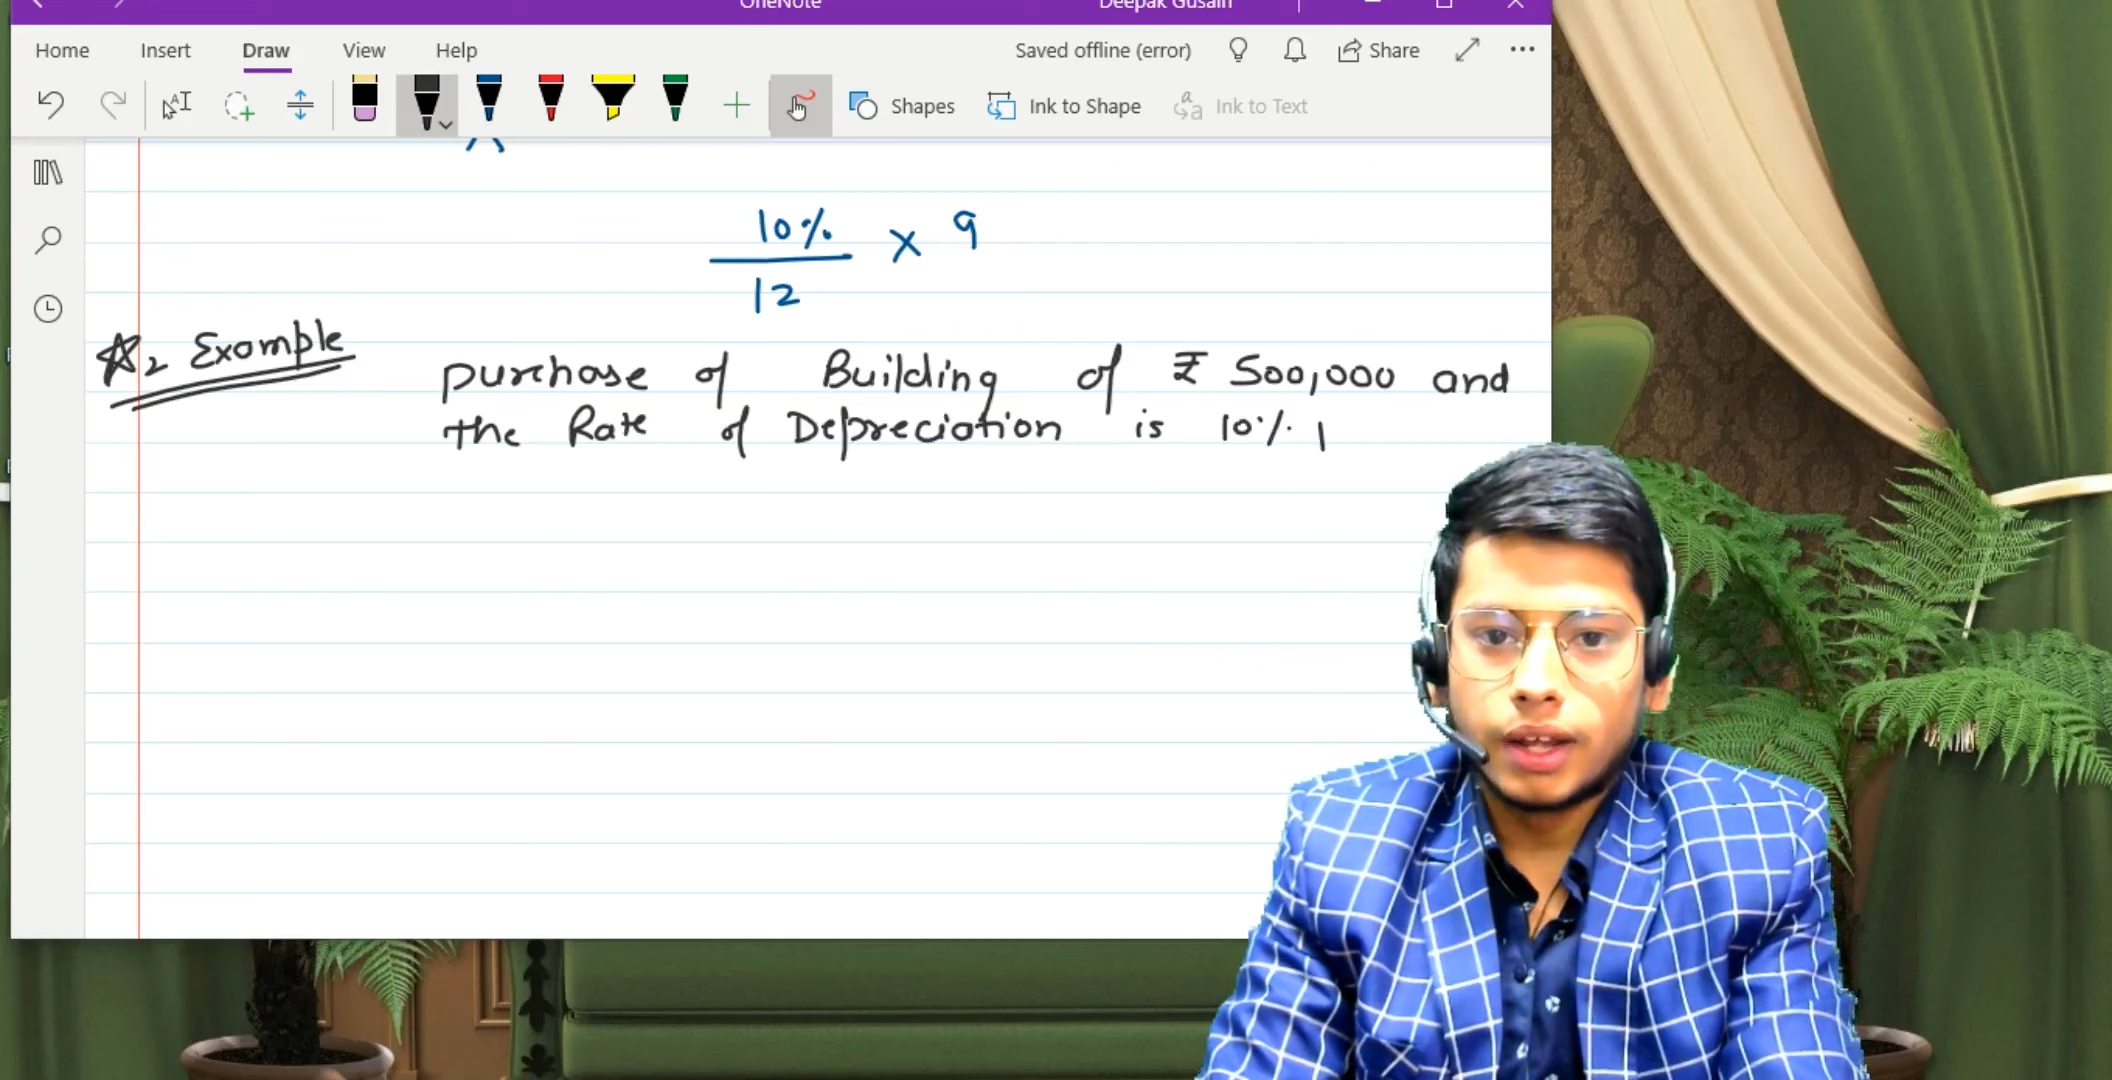 OneNote
Deepak Gusain
Home Insert Draw View Help
Saved offline (error) Share
Shapes Ink to Shape Ink to Text
10% × 9
12
2 Example
purchase of Building of ₹ 500,000 and
the Rate of Depreciation is 10%